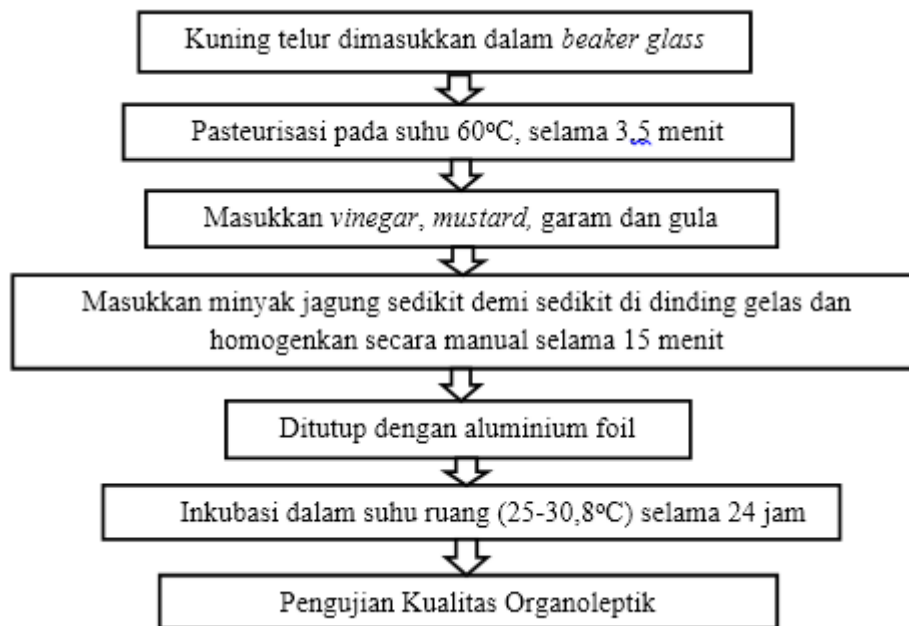 Kuning telur dimasukkan dalam beaker glass
Pasteurisasi pada suhu 60°C, selama 3,5 menit
Masukkan vinegar, mustard, garam dan gula
Masukkan minyak jagung sedikit demi sedikit di dinding gelas dan
homogenkan secara manual selama 15 menit
Ditutup dengan aluminium foil
Inkubasi dalam suhu ruang (25-30,8°C) selama 24 jam
Pengujian Kualitas Organoleptik